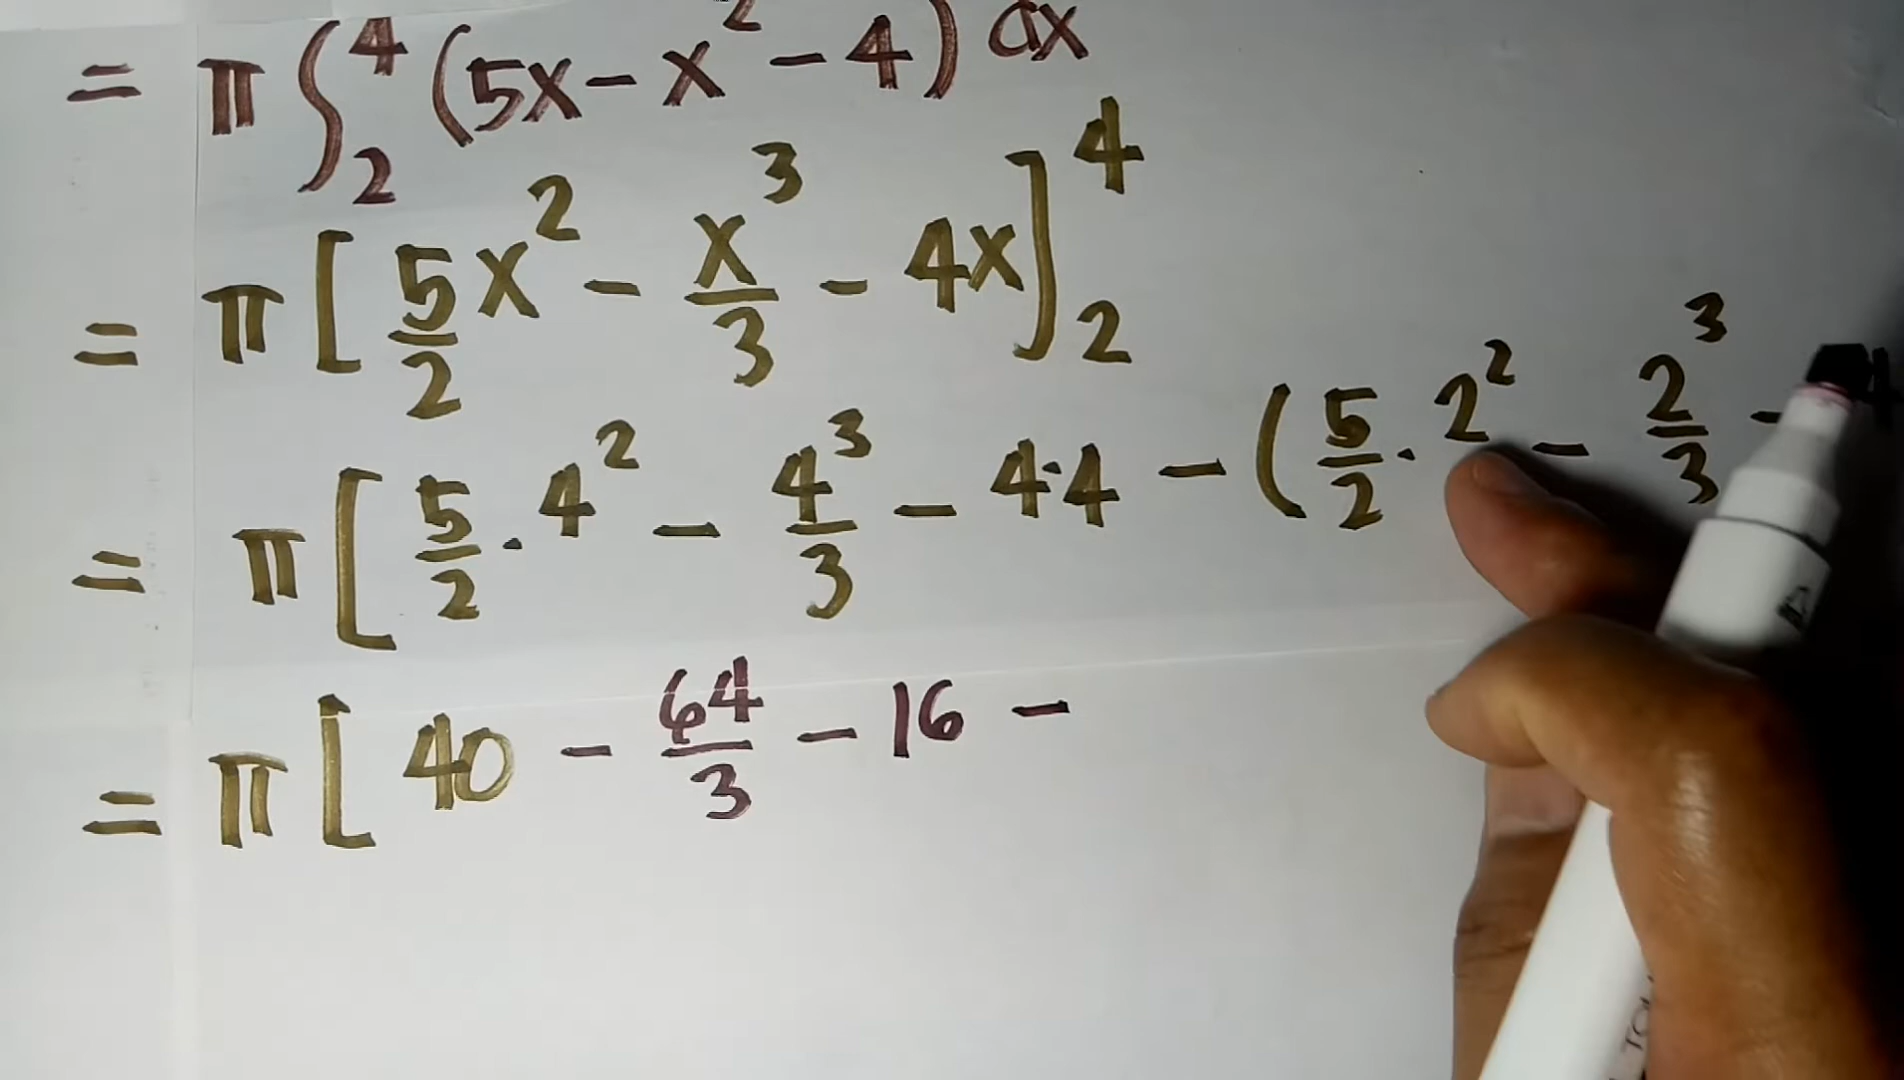 = π ∫₂⁴ (5x - x² - 4) dx
= π [ 5/2 x² - x³/3 - 4x ]₂⁴
= π [ 5/2 · 4² - 4³/3 - 4·4 - ( 5/2 · 2² - 2³/3 -
= π [ 40 - 64/3 - 16 -